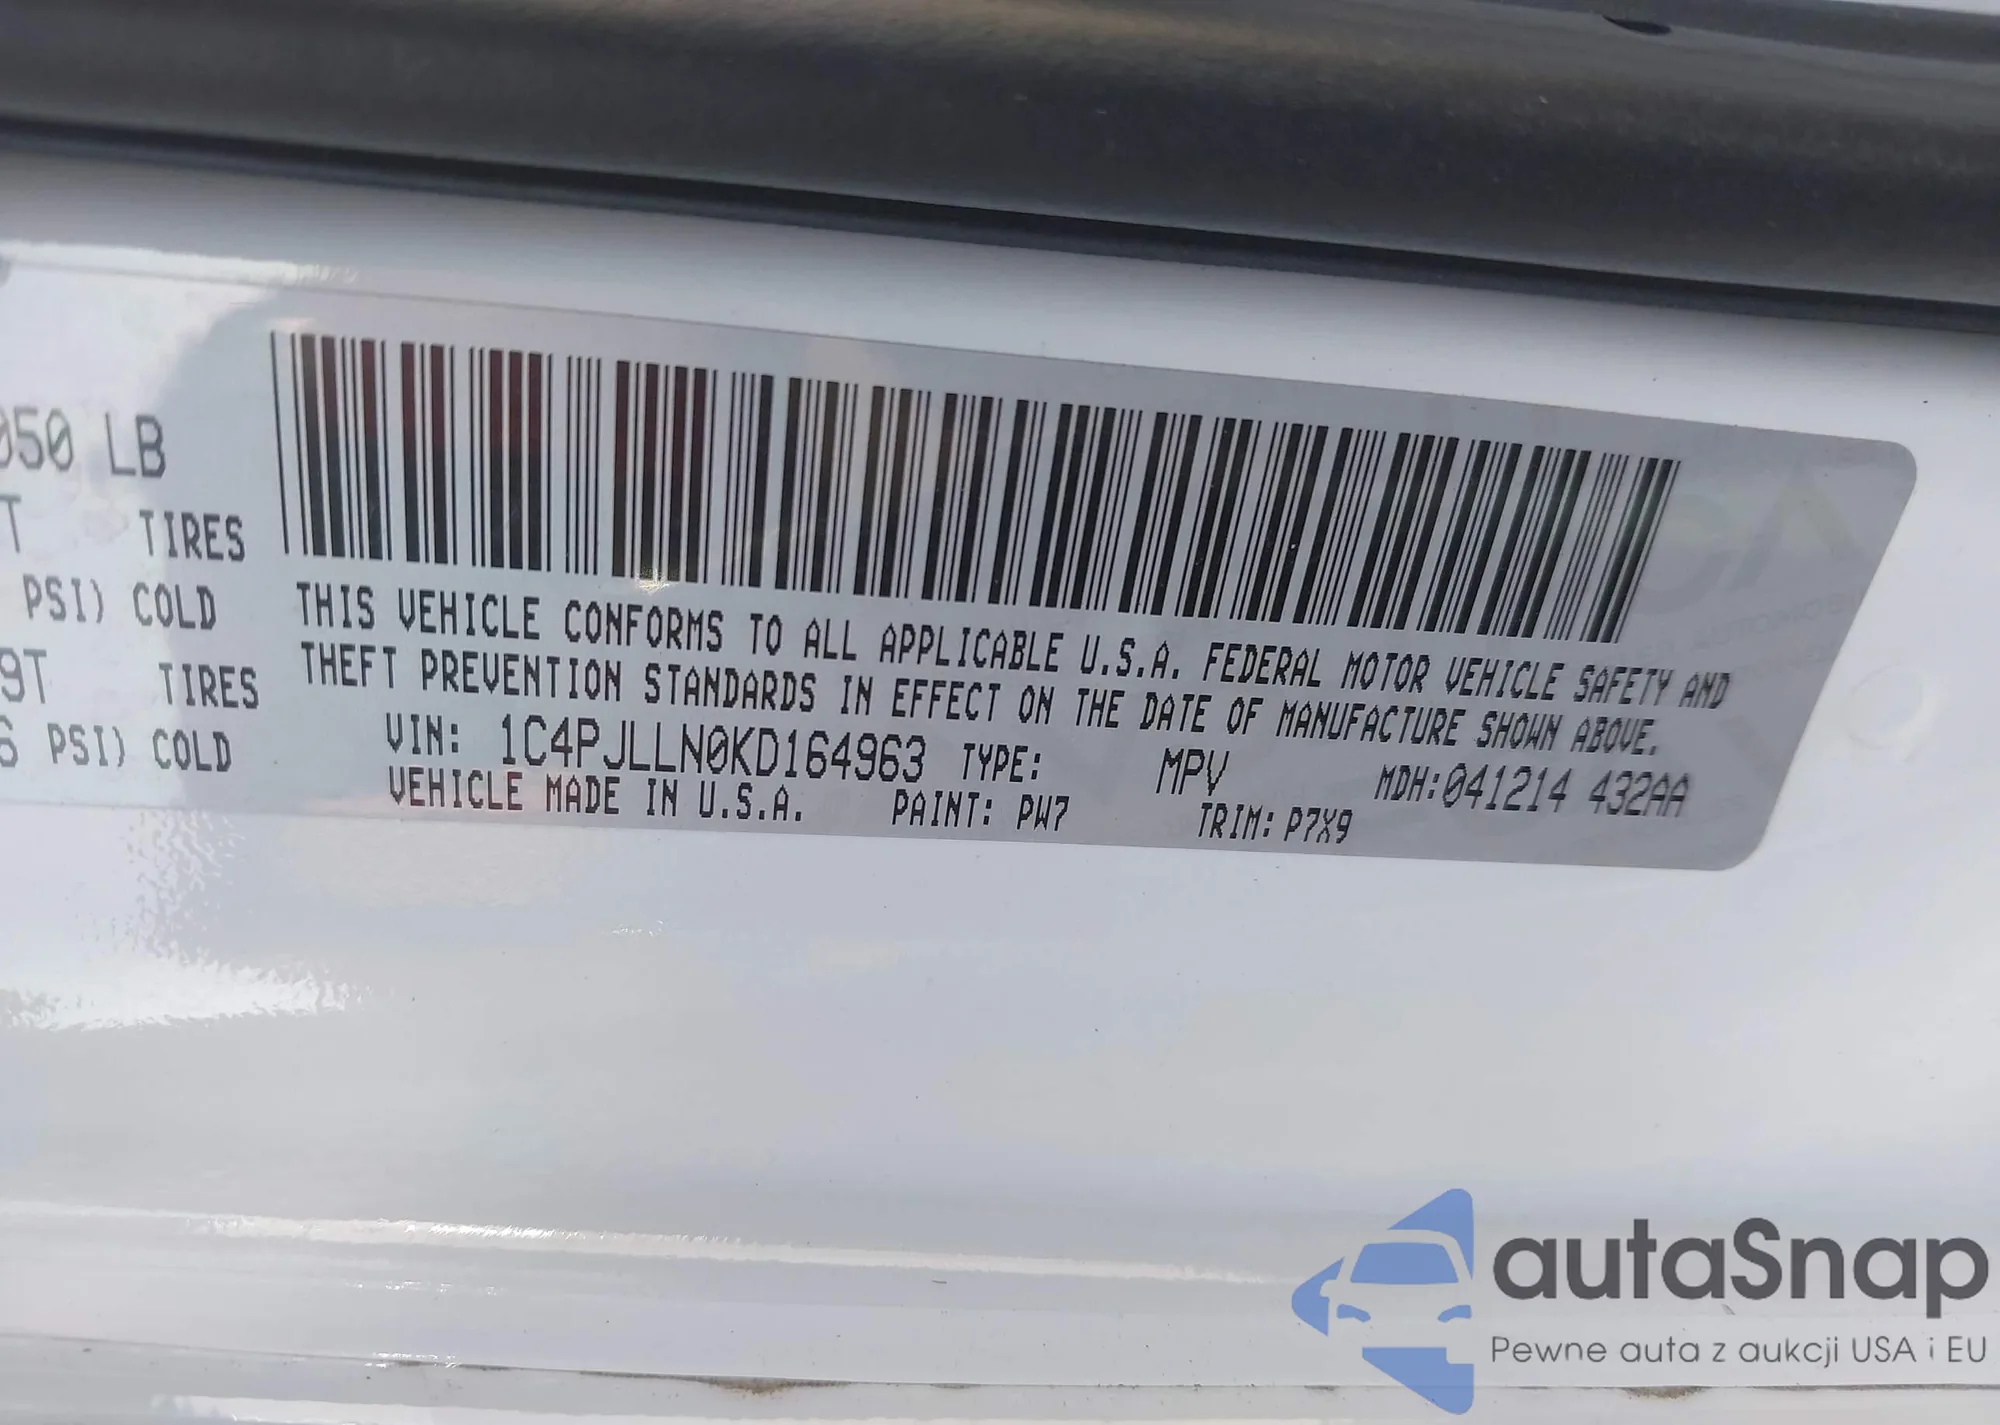 050 LB
T TIRES
PSI) COLD
9T TIRES
6 PSI) COLD
THIS VEHICLE CONFORMS TO ALL APPLICABLE U.S.A. FEDERAL MOTOR VEHICLE SAFETY AND
THEFT PREVENTION STANDARDS IN EFFECT ON THE DATE OF MANUFACTURE SHOWN ABOVE.
VIN: 1C4PJLLN0KD164963 TYPE: MPV MDH:041214 432AA
VEHICLE MADE IN U.S.A. PAINT: PW7 TRIM: P7X9
autaSnap
Pewne auta z aukcji USA i EU